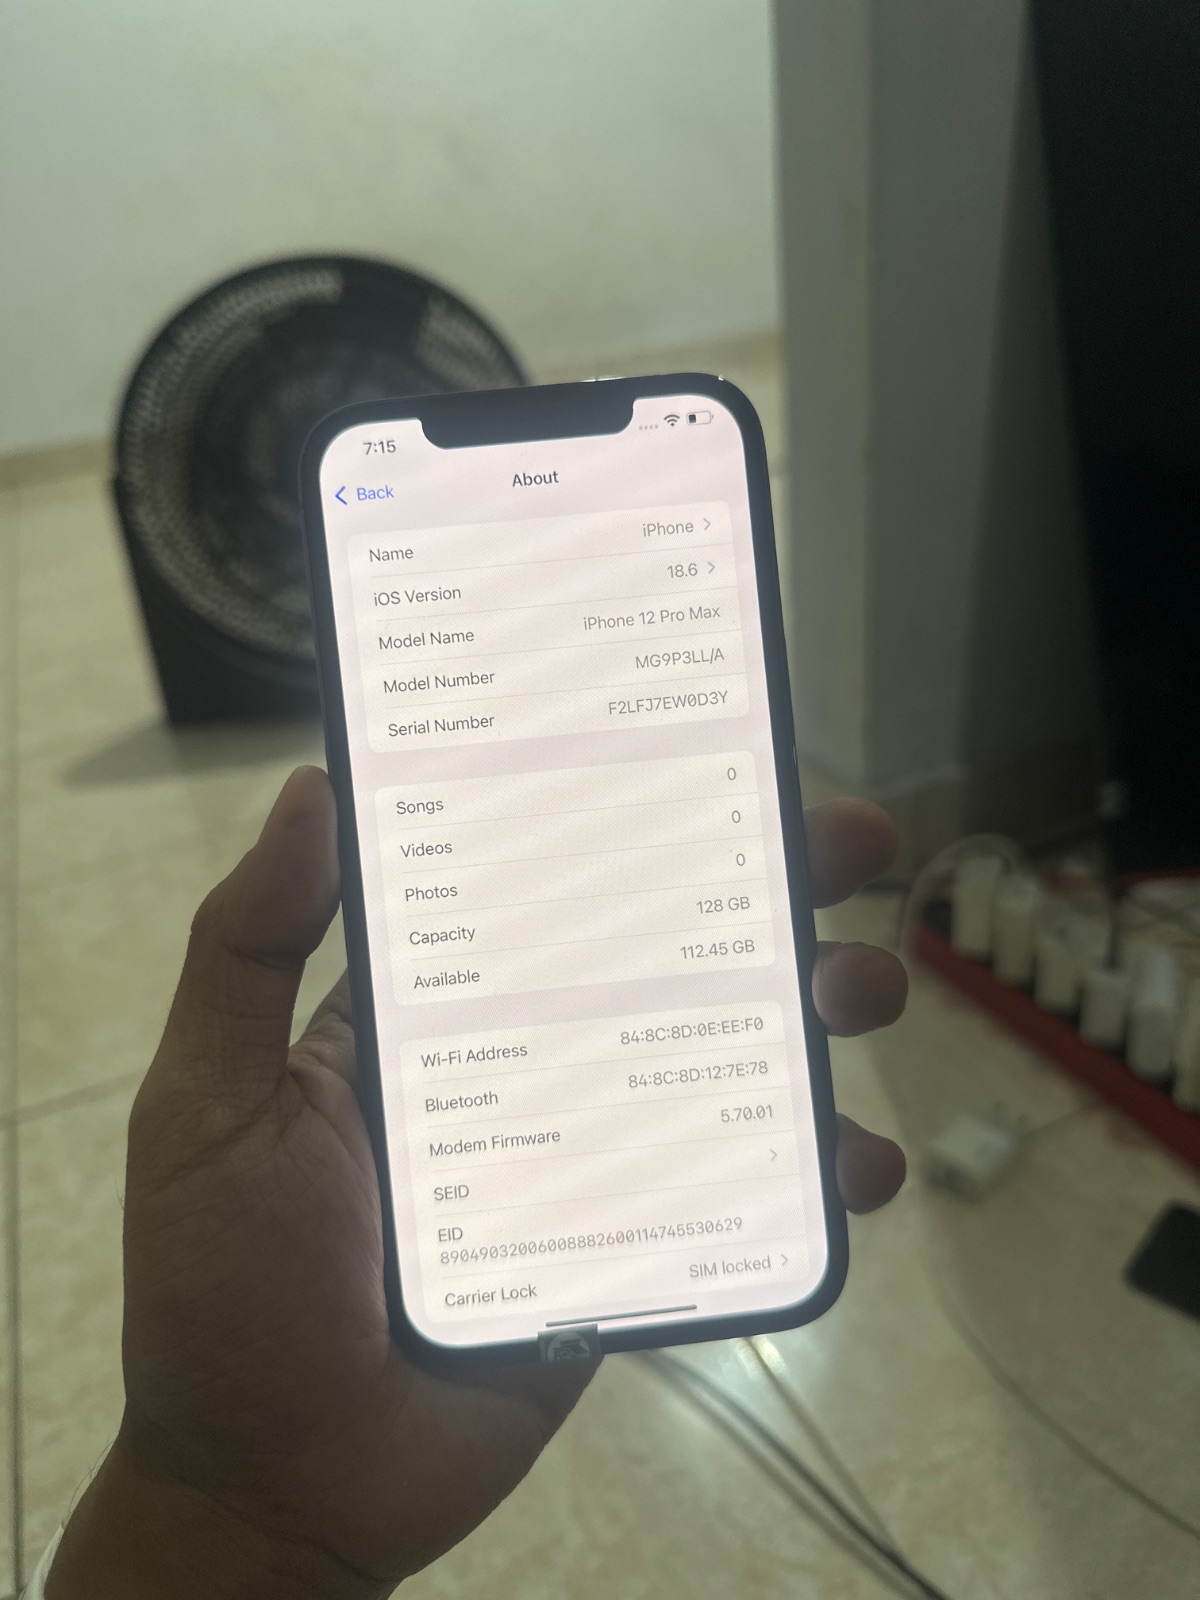 7:15
Back
About
Name iPhone
iOS Version 18.6
Model Name iPhone 12 Pro Max
Model Number MG9P3LL/A
Serial Number F2LFJ7EW0D3Y
Songs 0
Videos 0
Photos 0
Capacity 128 GB
Available 112.45 GB
Wi-Fi Address 84:8C:8D:0E:EE:F0
Bluetooth 84:8C:8D:12:7E:78
Modem Firmware 5.70.01
SEID
EID
89049032006008882600114745530629
Carrier Lock SIM locked